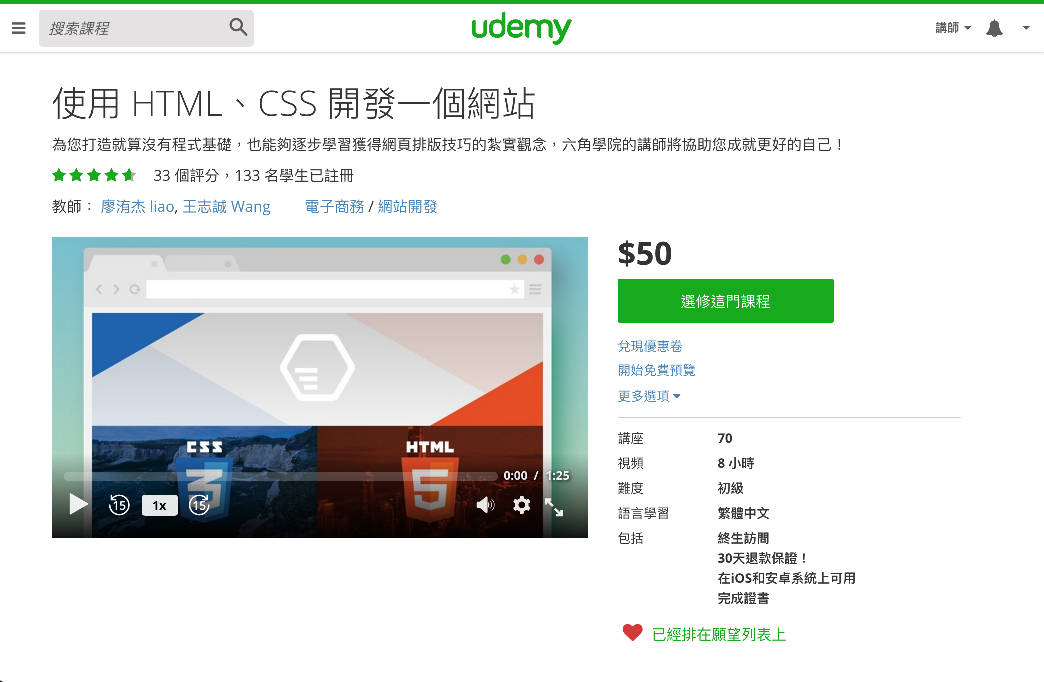 搜索課程
udemy
講師
使用 HTML、CSS 開發一個網站
為您打造就算沒有程式基礎，也能夠逐步學習獲得網頁排版技巧的紮實觀念，六角學院的講師將協助您成就更好的自己！
33 個評分，133 名學生已註冊
教師： 廖洧杰 liao, 王志誠 Wang 電子商務 / 網站開發
CSS
3
HTML
5
0:00 / 1:25
15 1x 15
$50
選修這門課程
兌現優惠卷
開始免費預覽
更多選項
講座 70
視頻 8 小時
難度 初級
語言學習 繁體中文
包括 終生訪問
30天退款保證！
在iOS和安卓系統上可用
完成證書
已經排在願望列表上